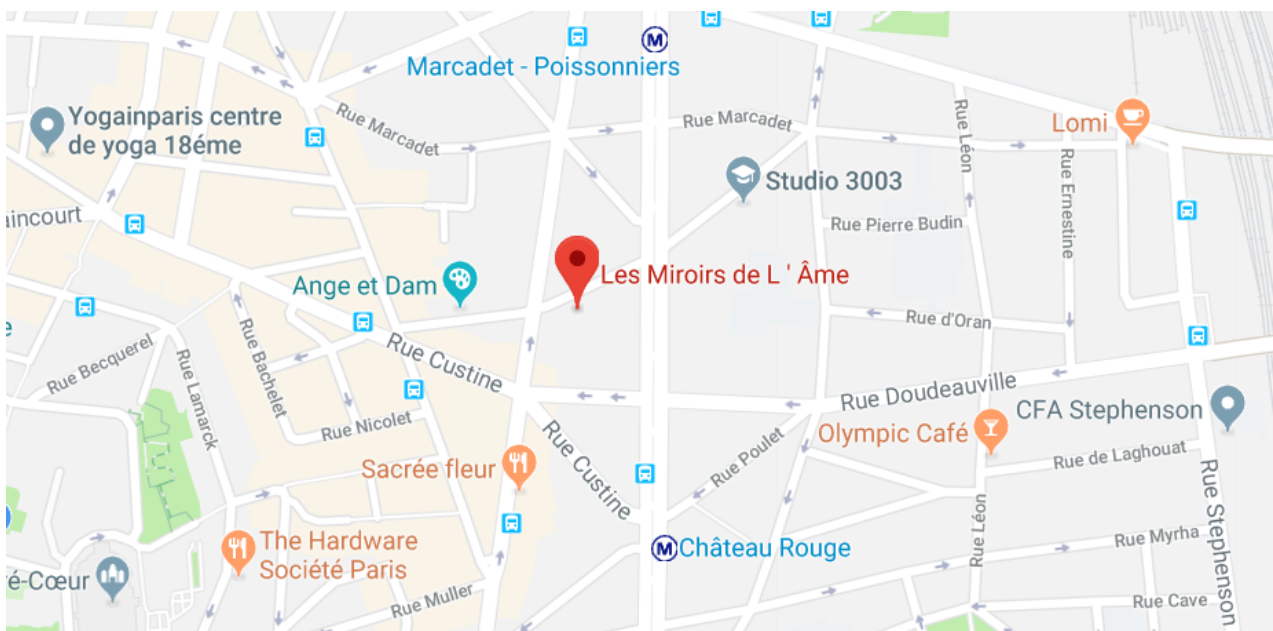 Marcadet - Poissonniers
Yogainparis centre
de yoga 18éme
Rue Marcadet
Rue Marcadet
Lomi
Rue Léon
Rue Ernestine
Studio 3003
aincourt
Rue Pierre Budin
Ange et Dam
Les Miroirs de L ' Âme
Rue d'Oran
e
Rue Becquerel
Rue Lamarck
Rue Bachelet
Rue Custine
Rue Doudeauville
CFA Stephenson
Rue Nicolet
Olympic Café
Sacrée fleur
Rue Custine
Rue Poulet
Rue de Laghouat
Rue Stephenson
The Hardware
Société Paris
Château Rouge
Rue Léon
Rue Myrha
é-Cœur
Rue Muller
Rue Cave